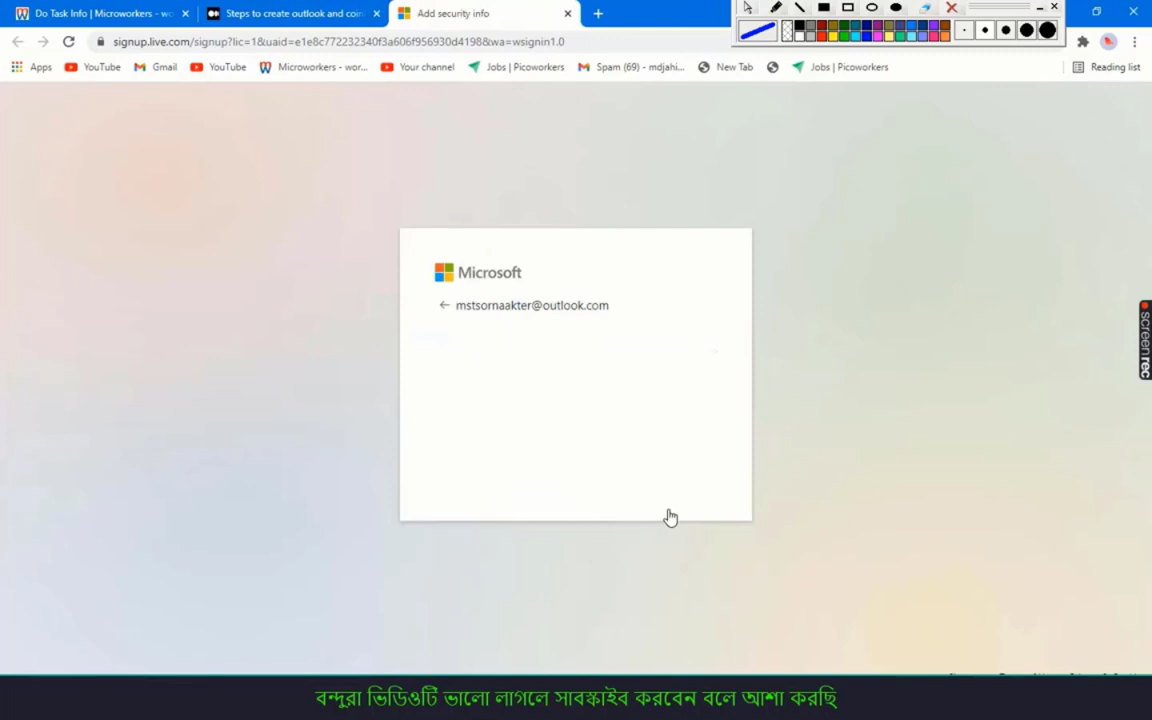 Do Task Info | Microworkers - wo
Steps to create outlook and coin
Add security info
signup.live.com/signup?lic=1&uaid=e1e8c772232340f3a606f956930d4198&wa=wsignin1.0
Apps
YouTube
Gmail
YouTube
Microworkers - wor...
Your channel
Jobs | Picoworkers
Spam (69) - mdjahi...
New Tab
Jobs | Picoworkers
Reading list
Microsoft
mstsornaakter@outlook.com
screenrec
বন্দুরা ভিডিওটি ভালো লাগলে সাবস্কাইব করবেন বলে আশা করছি